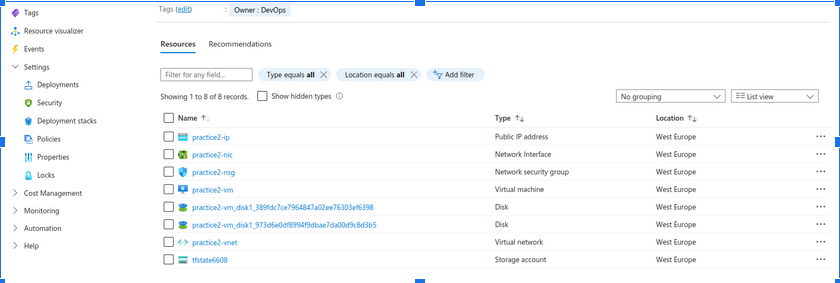 Tags
Resource visualizer
Events
Settings
Deployments
Security
Deployment stacks
Policies
Properties
Locks
Cost Management
Monitoring
Automation
Help
Tags (edit) : Owner : DevOps
Resources Recommendations
Filter for any field... Type equals all Location equals all Add filter
Showing 1 to 8 of 8 records. Show hidden types No grouping List view
Name Type Location
practice2-ip Public IP address West Europe
practice2-nic Network Interface West Europe
practice2-nsg Network security group West Europe
practice2-vm Virtual machine West Europe
practice2-vm_disk1_389fdc7ce7964847a02ee76303ef6398 Disk West Europe
practice2-vm_disk1_973d6e0df8994f9dbae7da00d9c8d3b5 Disk West Europe
practice2-vnet Virtual network West Europe
tfstate6608 Storage account West Europe